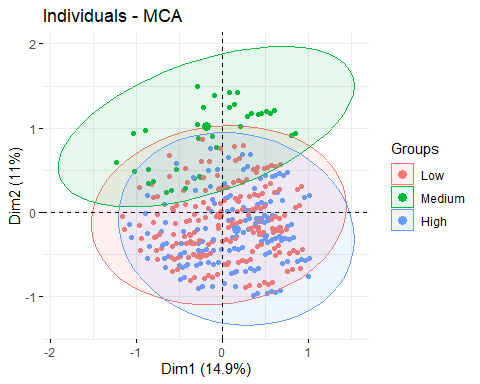 Individuals - MCA
2
1
0
-1
Dim2 (11%)
-2
-1
0
1
Dim1 (14.9%)
Groups
Low
Medium
High